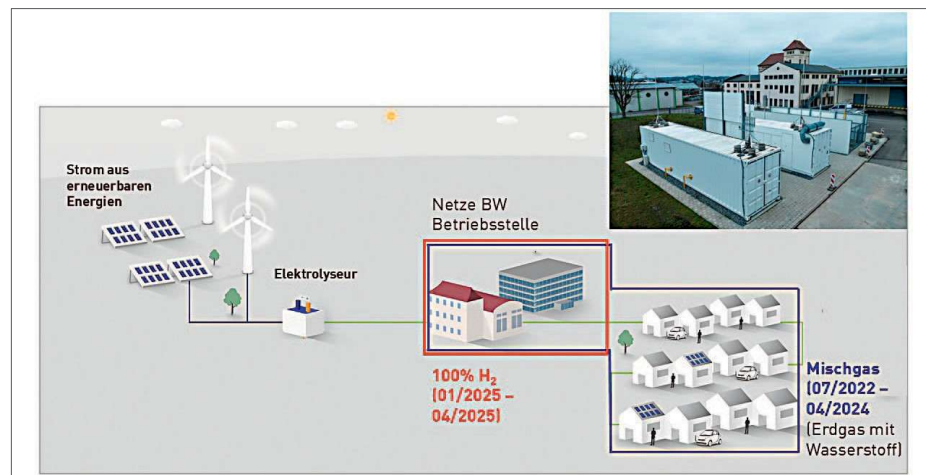 Strom aus
erneuerbaren
Energien
Elektrolyseur
Netze BW
Betriebsstelle
100% H₂
(01/2025 –
04/2025)
Mischgas
(07/2022 –
04/2024
(Erdgas mit
Wasserstoff)